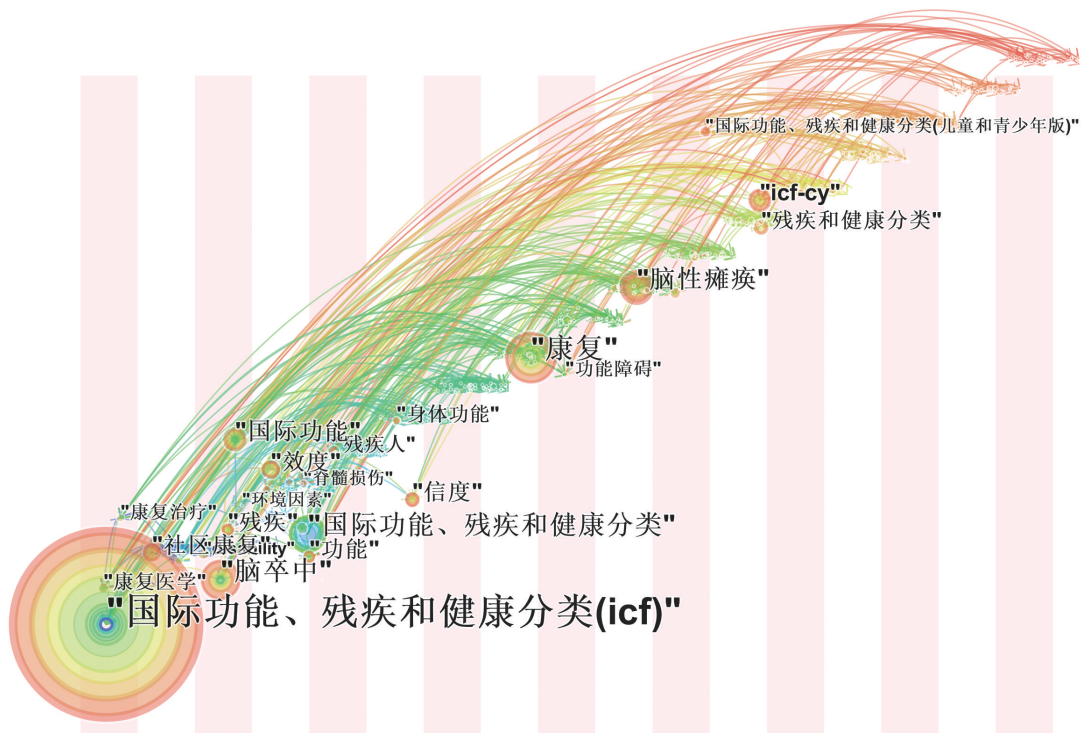 "国际功能、残疾和健康分类(儿童和青少年版)"
"icf-cy"
"残疾和健康分类"
"脑性瘫痪"
"康复"
"功能障碍"
"身体功能"
"国际功能"
"残疾人"
"效度"
"脊髓损伤"
"信度"
"环境因素"
"康复治疗"
"残疾"
"国际功能、残疾和健康分类"
"社区康复"
"功能"
"脑卒中"
"康复医学"
"国际功能、残疾和健康分类(icf)"